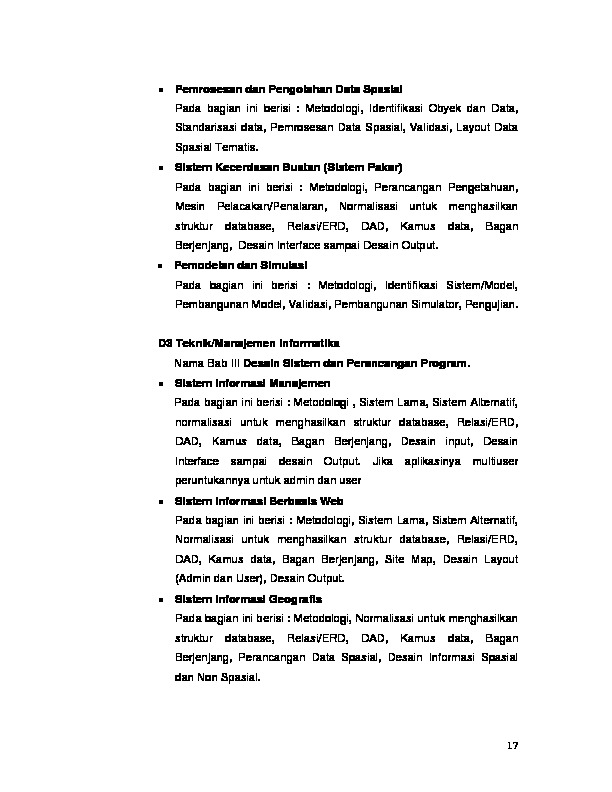 • Pemrosesan dan Pengolahan Data Spasial
Pada bagian ini berisi : Metodologi, Identifikasi Obyek dan Data,
Standarisasi data, Pemrosesan Data Spasial, Validasi, Layout Data
Spasial Tematis.
• Sistem Kecerdasan Buatan (Sistem Pakar)
Pada bagian ini berisi : Metodologi, Perancangan Pengetahuan,
Mesin Pelacakan/Penalaran, Normalisasi untuk menghasilkan
struktur database, Relasi/ERD, DAD, Kamus data, Bagan
Berjenjang, Desain Interface sampai Desain Output.
• Pemodelan dan Simulasi
Pada bagian ini berisi : Metodologi, Identifikasi Sistem/Model,
Pembangunan Model, Validasi, Pembangunan Simulator, Pengujian.
D3 Teknik/Manajemen Informatika
Nama Bab III Desain Sistem dan Perancangan Program.
• Sistem Informasi Manajemen
Pada bagian ini berisi : Metodologi , Sistem Lama, Sistem Alternatif,
normalisasi untuk menghasilkan struktur database, Relasi/ERD,
DAD, Kamus data, Bagan Berjenjang, Desain input, Desain
Interface sampai desain Output. Jika aplikasinya multiuser
peruntukannya untuk admin dan user
• Sistem Informasi Berbasis Web
Pada bagian ini berisi : Metodologi, Sistem Lama, Sistem Alternatif,
Normalisasi untuk menghasilkan struktur database, Relasi/ERD,
DAD, Kamus data, Bagan Berjenjang, Site Map, Desain Layout
(Admin dan User), Desain Output.
• Sistem Informasi Geografis
Pada bagian ini berisi : Metodologi, Normalisasi untuk menghasilkan
struktur database, Relasi/ERD, DAD, Kamus data, Bagan
Berjenjang, Perancangan Data Spasial, Desain Informasi Spasial
dan Non Spasial.
17